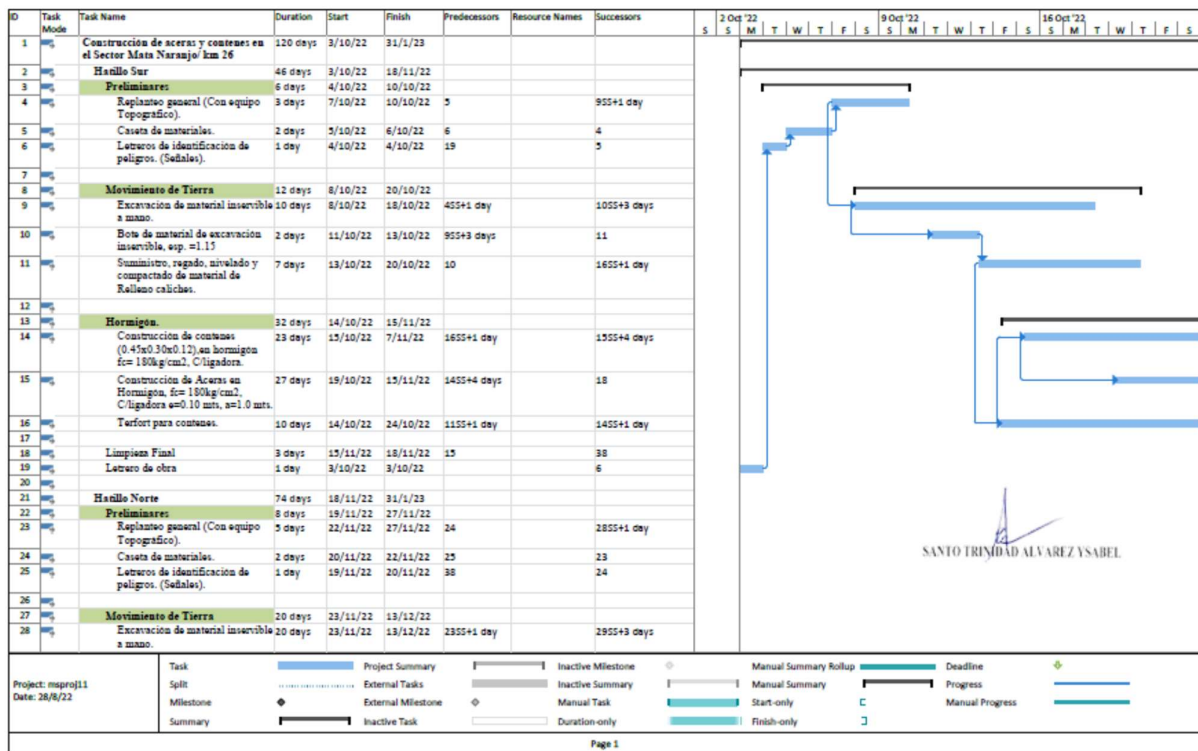 ID Task Mode Task Name Duration Start Finish Predecessors Resource Names Successors
2 Oct '22 9 Oct '22 16 Oct '22
S S M T W T F S S M T W T F S S M T W T F S
1 Construcción de aceras y contenes en el Sector Mata Naranjo/ km 26 120 days 3/10/22 31/1/23
2 Hatillo Sur 46 days 3/10/22 18/11/22
3 Preliminares 6 days 4/10/22 10/10/22
4 Replanteo general (Con equipo Topográfico). 3 days 7/10/22 10/10/22 5 9SS+1 day
5 Caseta de materiales. 2 days 5/10/22 6/10/22 6 4
6 Letreros de identificación de peligros. (Señales). 1 day 4/10/22 4/10/22 19 5
7
8 Movimiento de Tierra 12 days 8/10/22 20/10/22
9 Excavación de material inservible a mano. 10 days 8/10/22 18/10/22 4SS+1 day 10SS+3 days
10 Bote de material de excavación inservible, esp. =1.15 2 days 11/10/22 13/10/22 9SS+3 days 11
11 Suministro, regado, nivelado y compactado de material de Relleno caliches. 7 days 13/10/22 20/10/22 10 16SS+1 day
12
13 Hormigón. 32 days 14/10/22 15/11/22
14 Construcción de contenes (0.45x0.30x0.12),en hormigón fc= 180kg/cm2, C/ligadora. 23 days 15/10/22 7/11/22 16SS+1 day 15SS+4 days
15 Construcción de Aceras en Hormigón, fc= 180kg/cm2, C/ligadora e=0.10 mts, a=1.0 mts. 27 days 19/10/22 15/11/22 14SS+4 days 18
16 Terfort para contenes. 10 days 14/10/22 24/10/22 11SS+1 day 14SS+1 day
17
18 Limpieza Final 3 days 15/11/22 18/11/22 15 38
19 Letrero de obra 1 day 3/10/22 3/10/22 6
20
21 Hatillo Norte 74 days 18/11/22 31/1/23
22 Preliminares 8 days 19/11/22 27/11/22
23 Replanteo general (Con equipo Topográfico). 5 days 22/11/22 27/11/22 24 28SS+1 day
24 Caseta de materiales. 2 days 20/11/22 22/11/22 25 23
25 Letreros de identificación de peligros. (Señales). 1 day 19/11/22 20/11/22 38 24
26
27 Movimiento de Tierra 20 days 23/11/22 13/12/22
28 Excavación de material inservible a mano. 20 days 23/11/22 13/12/22 23SS+1 day 29SS+3 days
SANTO TRINIDAD ALVAREZ YSABEL
Project: msproj11
Date: 28/8/22
Task Project Summary Inactive Milestone Manual Summary Rollup Deadline
Split External Tasks Inactive Summary Manual Summary Progress
Milestone External Milestone Manual Task Start-only Manual Progress
Summary Inactive Task Duration-only Finish-only
Page 1